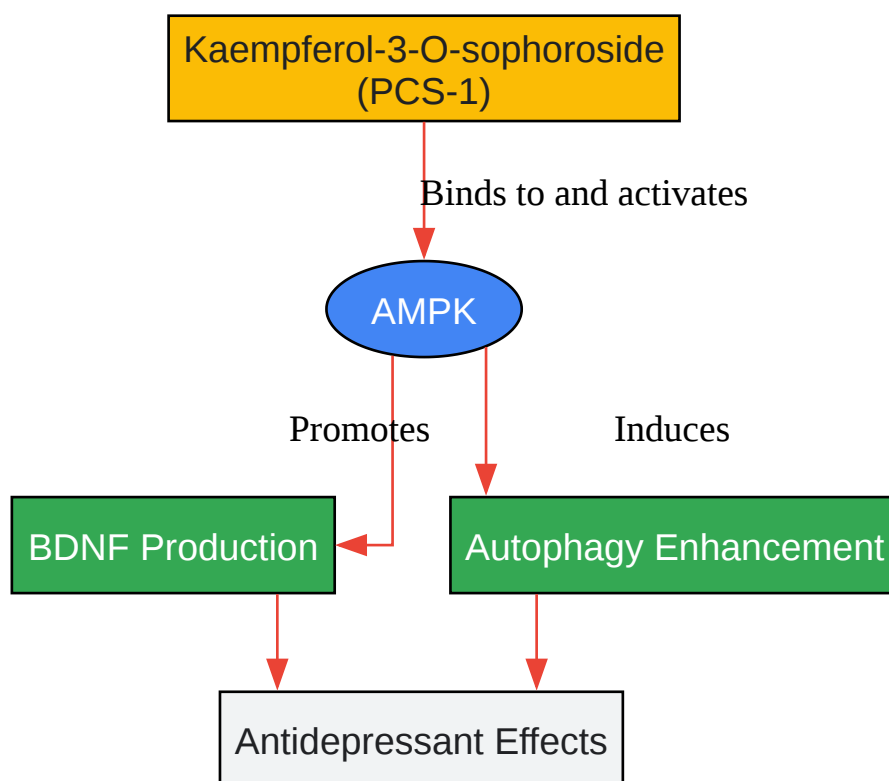 Kaempferol-3-O-sophoroside
(PCS-1)
Binds to and activates
AMPK
Promotes
Induces
BDNF Production
Autophagy Enhancement
Antidepressant Effects